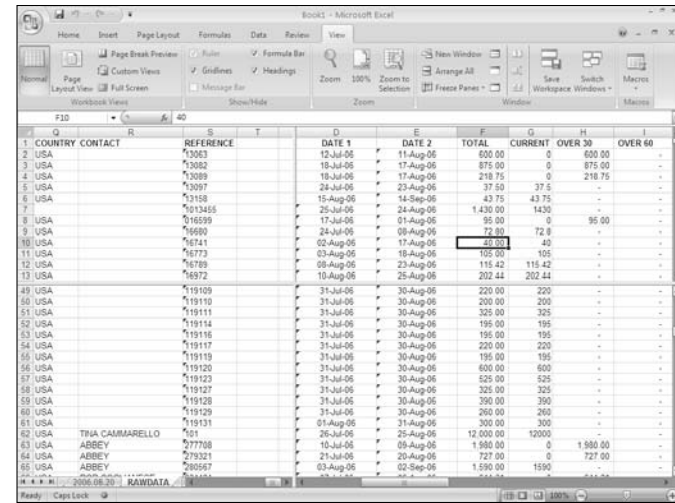 Book1 - Microsoft Excel
Home Insert Page Layout Formulas Data Review View
Normal Page Layout View Page Break Preview Custom Views Full Screen
Workbook Views
Ruler Gridlines Message Bar Formula Bar Headings
Show/Hide
Zoom 100% Zoom to Selection
Zoom
New Window Arrange All Freeze Panes Save Workspace Switch Windows
Window
Macros
Macros
F10 fx 40
Q R S T D E F G H I
1 COUNTRY CONTACT REFERENCE DATE 1 DATE 2 TOTAL CURRENT OVER 30 OVER 60
2 USA 13063 12-Jul-06 11-Aug-06 600.00 0 600.00 -
3 USA 13082 18-Jul-06 17-Aug-06 875.00 0 875.00 -
4 USA 13089 18-Jul-06 17-Aug-06 218.75 0 218.75 -
5 USA 13097 24-Jul-06 23-Aug-06 37.50 37.5 - -
6 USA 13158 15-Aug-06 14-Sep-06 43.75 43.75 - -
7 1013455 25-Jul-06 24-Aug-06 1,430.00 1430 - -
8 USA 016599 17-Jul-06 01-Aug-06 95.00 0 95.00 -
9 USA 16680 24-Jul-06 08-Aug-06 72.80 72.8 - -
10 USA 16741 02-Aug-06 17-Aug-06 40.00 40 - -
11 USA 16773 03-Aug-06 18-Aug-06 105.00 105 - -
12 USA 16789 08-Aug-06 23-Aug-06 115.42 115.42 - -
13 USA 16972 10-Aug-06 25-Aug-06 202.44 202.44 - -
49 USA 119109 31-Jul-06 30-Aug-06 220.00 220 - -
50 USA 119110 31-Jul-06 30-Aug-06 200.00 200 - -
51 USA 119111 31-Jul-06 30-Aug-06 325.00 325 - -
52 USA 119114 31-Jul-06 30-Aug-06 195.00 195 - -
53 USA 119116 31-Jul-06 30-Aug-06 195.00 195 - -
54 USA 119117 31-Jul-06 30-Aug-06 220.00 220 - -
55 USA 119119 31-Jul-06 30-Aug-06 195.00 195 - -
56 USA 119120 31-Jul-06 30-Aug-06 600.00 600 - -
57 USA 119123 31-Jul-06 30-Aug-06 525.00 525 - -
58 USA 119127 31-Jul-06 30-Aug-06 325.00 325 - -
59 USA 119128 31-Jul-06 30-Aug-06 390.00 390 - -
60 USA 119129 31-Jul-06 30-Aug-06 260.00 260 - -
61 USA 119131 01-Aug-06 31-Aug-06 300.00 300 - -
62 USA TINA CAMMARELLO 101 26-Jul-06 25-Aug-06 12,000.00 12000 - -
63 USA ABBEY 277708 10-Jul-06 09-Aug-06 1,980.00 0 1,980.00 -
64 USA ABBEY 279321 21-Jul-06 20-Aug-06 727.00 0 727.00 -
65 USA ABBEY 280567 03-Aug-06 02-Sep-06 1,590.00 1590 - -
2006.08.20 RAWDATA
Ready Caps Lock 100%